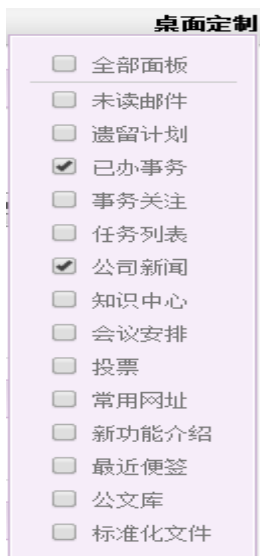 桌面定制
全部面板
未读邮件
遗留计划
已办事务
事务关注
任务列表
公司新闻
知识中心
会议安排
投票
常用网址
新功能介绍
最近便签
公文库
标准化文件